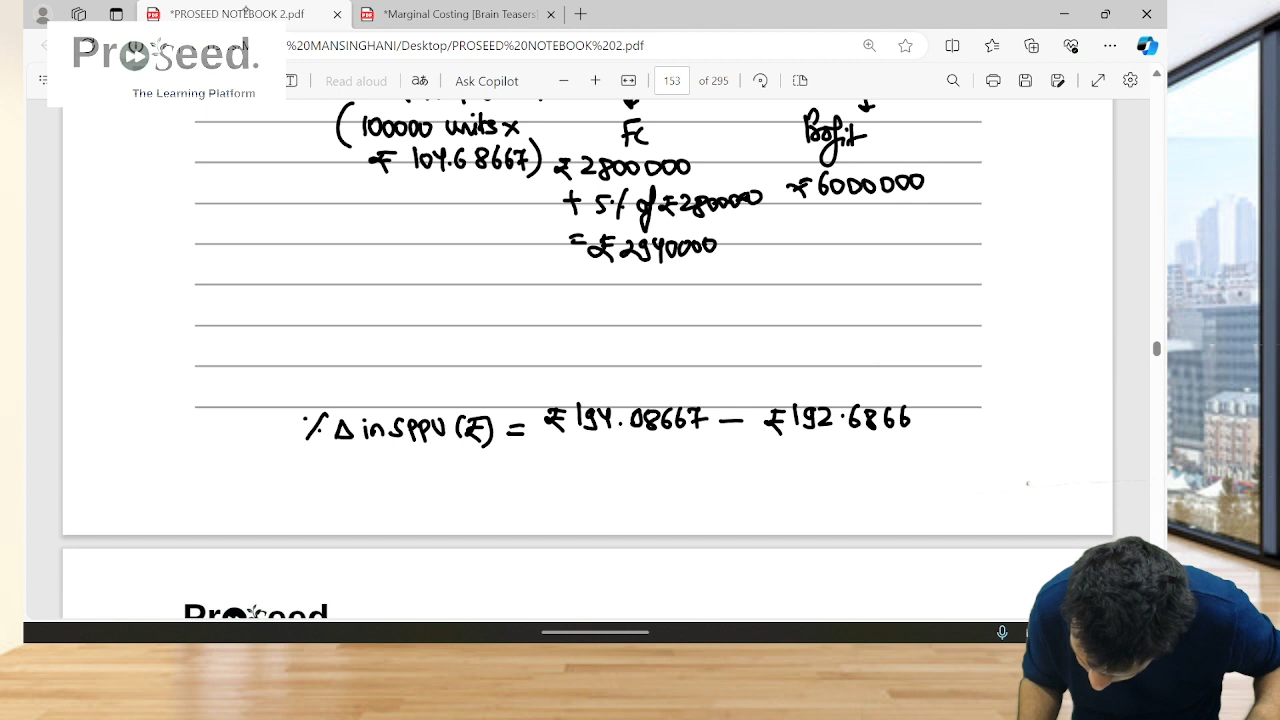 *PROSEED NOTEBOOK 2.pdf
*Marginal Costing [Brain Teasers]
Proseed.
The Learning Platform
%20MANSINGHANI/Desktop/PROSEED%20NOTEBOOK%202.pdf
Read aloud
Ask Copilot
153
of 295
(100000 units x
₹ 104.68667)
FC
₹2800000
+ 5% of ₹2800000
= ₹2940000
Profit
₹6000000
% Δ in SPPU (₹) = ₹194.08667 - ₹192.6866
Proseed